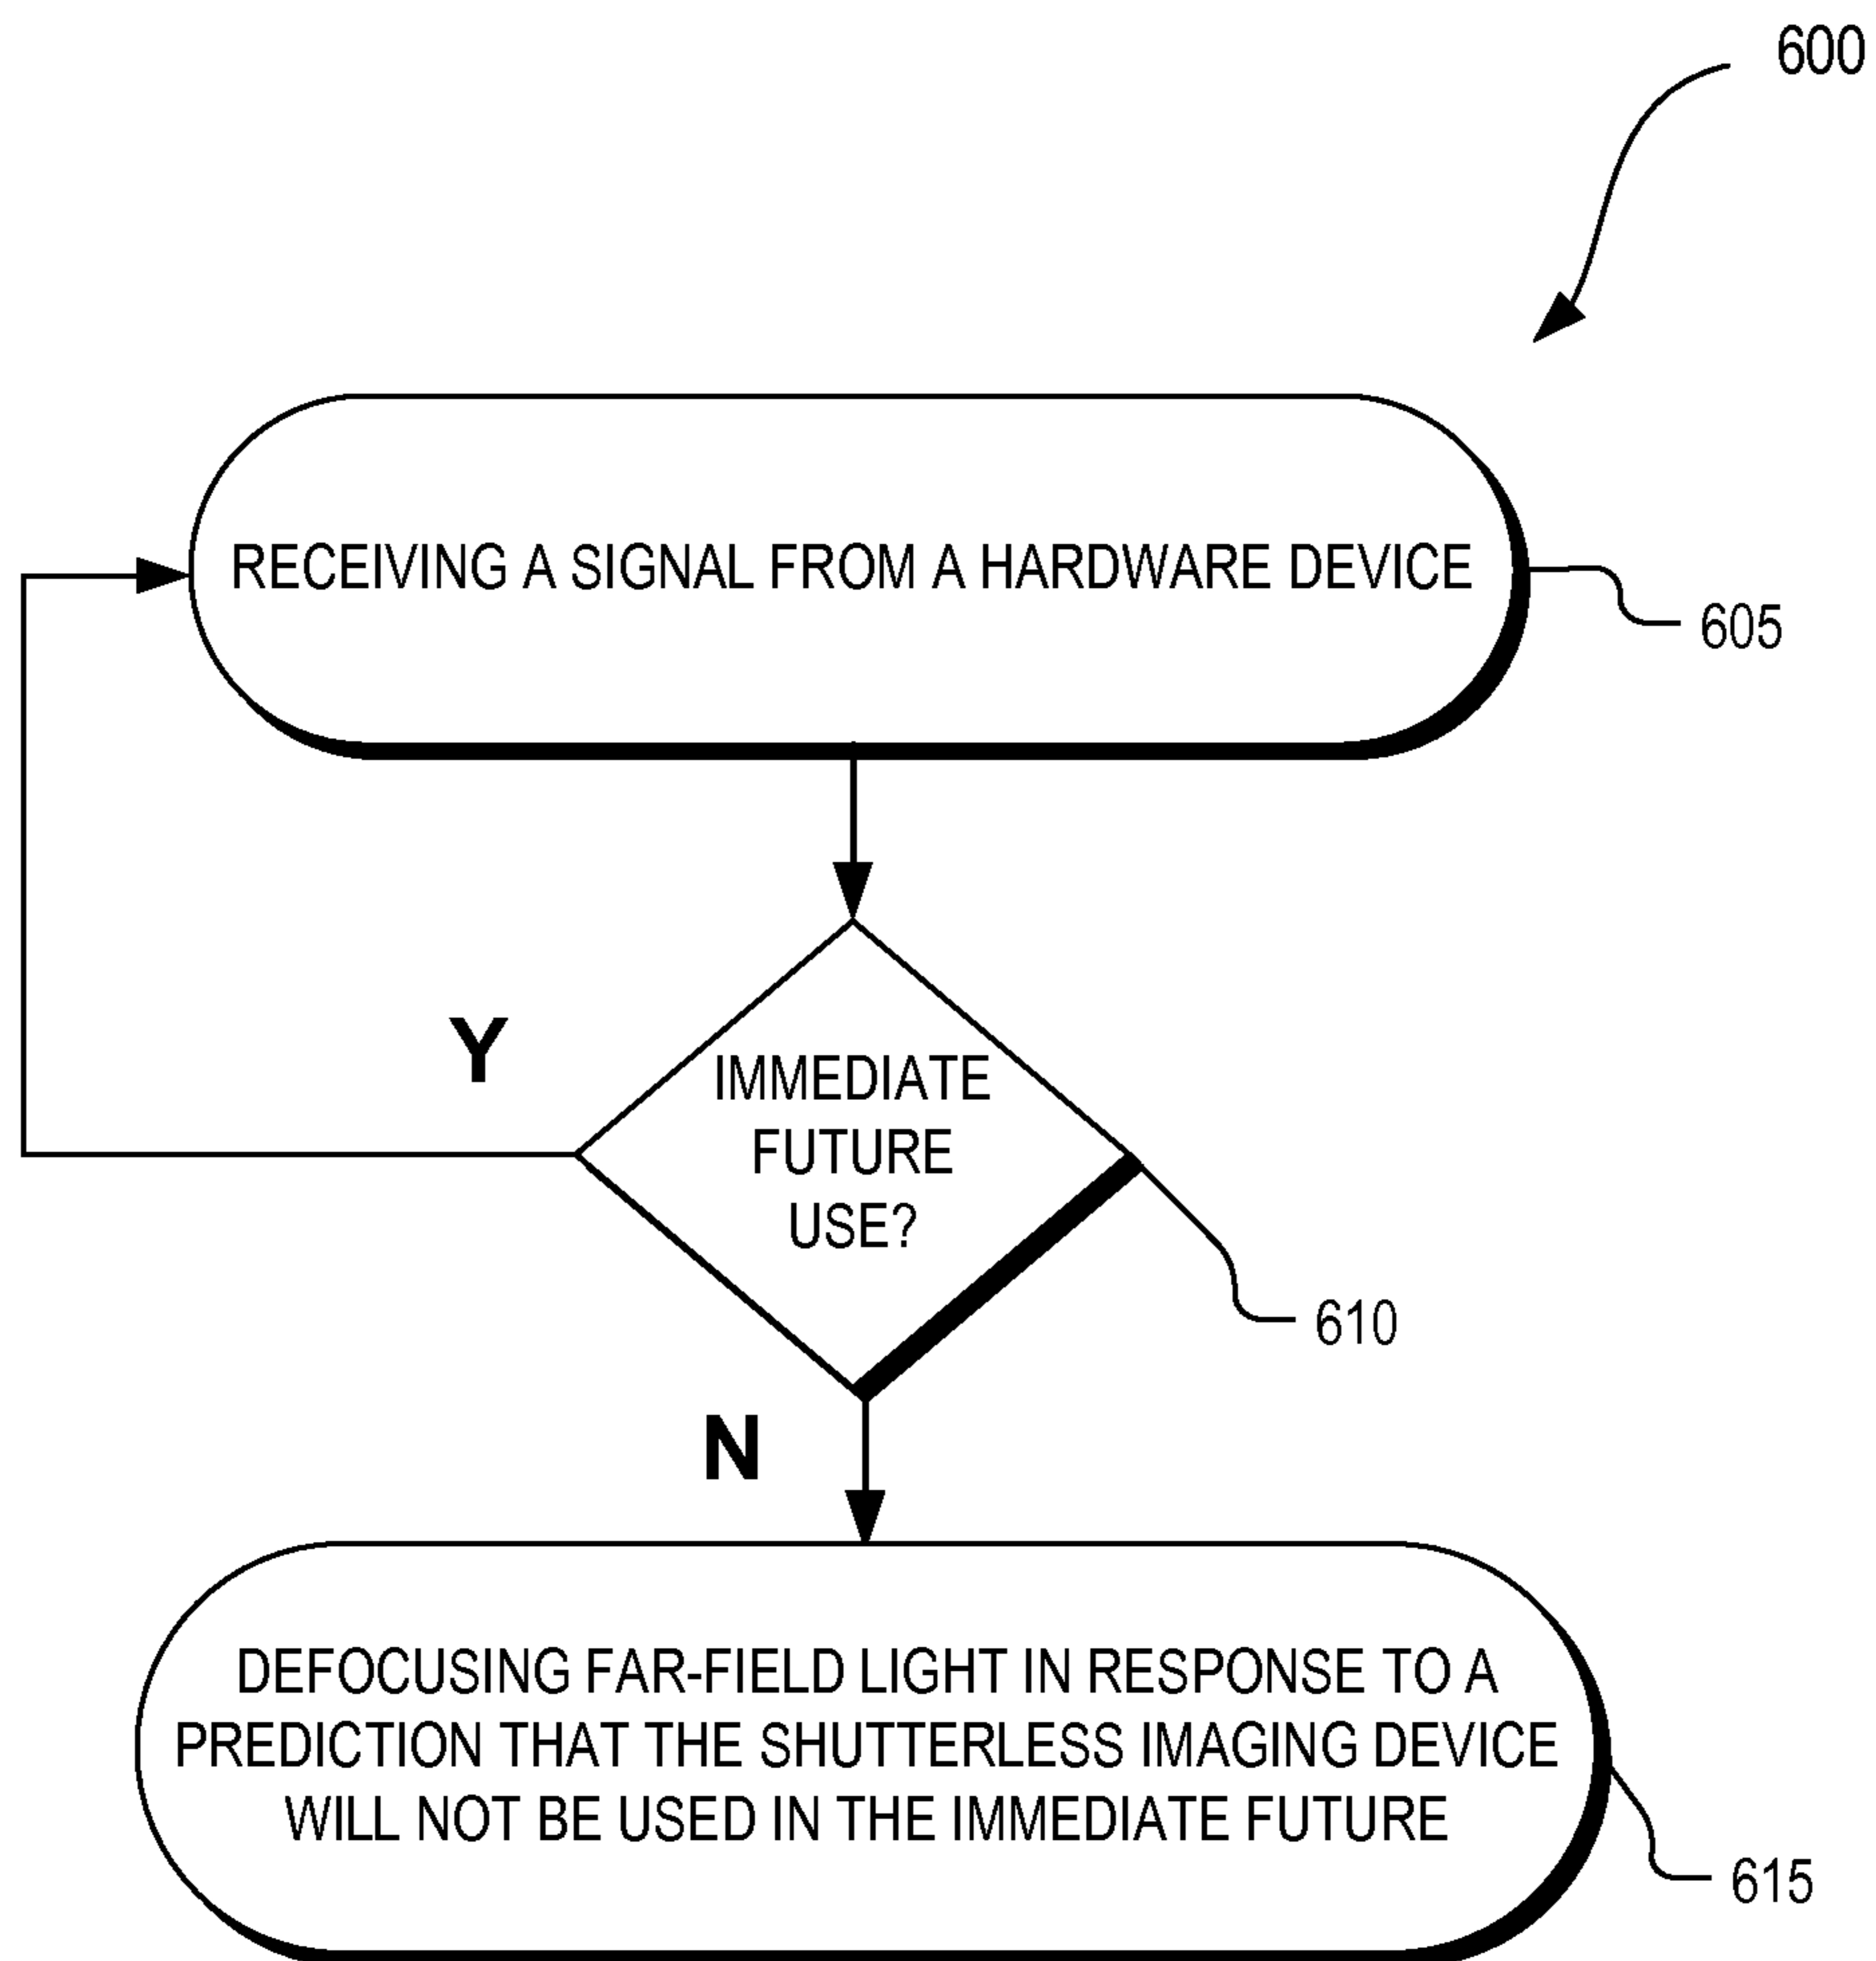 600
RECEIVING A SIGNAL FROM A HARDWARE DEVICE
605
Y
IMMEDIATE
FUTURE
USE?
610
N
DEFOCUSING FAR-FIELD LIGHT IN RESPONSE TO A
PREDICTION THAT THE SHUTTERLESS IMAGING DEVICE
WILL NOT BE USED IN THE IMMEDIATE FUTURE
615